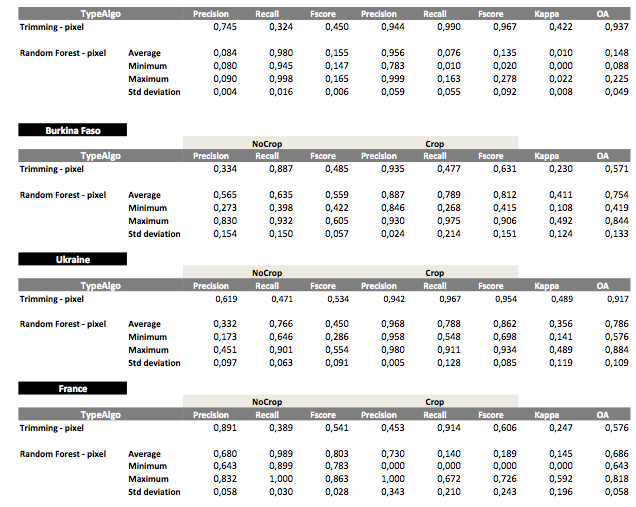 TypeAlgo Precision Recall Fscore Precision Recall Fscore Kappa OA
Trimming - pixel 0,745 0,324 0,450 0,944 0,990 0,967 0,422 0,937
Random Forest - pixel Average 0,084 0,980 0,155 0,956 0,076 0,135 0,010 0,148
Minimum 0,080 0,945 0,147 0,783 0,010 0,020 0,000 0,088
Maximum 0,090 0,998 0,165 0,999 0,163 0,278 0,022 0,225
Std deviation 0,004 0,016 0,006 0,059 0,055 0,092 0,008 0,049
Burkina Faso
NoCrop Crop
TypeAlgo Precision Recall Fscore Precision Recall Fscore Kappa OA
Trimming - pixel 0,334 0,887 0,485 0,935 0,477 0,631 0,230 0,571
Random Forest - pixel Average 0,565 0,635 0,559 0,887 0,789 0,812 0,411 0,754
Minimum 0,273 0,398 0,422 0,846 0,268 0,415 0,108 0,419
Maximum 0,830 0,932 0,605 0,930 0,975 0,906 0,492 0,844
Std deviation 0,154 0,150 0,057 0,024 0,214 0,151 0,124 0,133
Ukraine
NoCrop Crop
TypeAlgo Precision Recall Fscore Precision Recall Fscore Kappa OA
Trimming - pixel 0,619 0,471 0,534 0,942 0,967 0,954 0,489 0,917
Random Forest - pixel Average 0,332 0,766 0,450 0,968 0,788 0,862 0,356 0,786
Minimum 0,173 0,646 0,286 0,958 0,548 0,698 0,141 0,576
Maximum 0,451 0,901 0,554 0,980 0,911 0,934 0,489 0,884
Std deviation 0,097 0,063 0,091 0,005 0,128 0,085 0,119 0,109
France
NoCrop Crop
TypeAlgo Precision Recall Fscore Precision Recall Fscore Kappa OA
Trimming - pixel 0,891 0,389 0,541 0,453 0,914 0,606 0,247 0,576
Random Forest - pixel Average 0,680 0,989 0,803 0,730 0,140 0,189 0,145 0,686
Minimum 0,643 0,899 0,783 0,000 0,000 0,000 0,000 0,643
Maximum 0,832 1,000 0,863 1,000 0,672 0,726 0,592 0,818
Std deviation 0,058 0,030 0,028 0,343 0,210 0,243 0,196 0,058